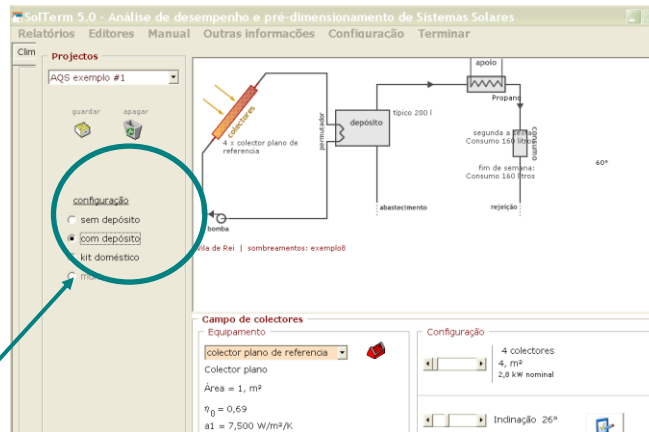 SolTerm 5.0 - Análise de desempenho e pré-dimensionamento de Sistemas Solares
Relatórios Editores Manual Outras informações Configuração Terminar
Clim
Projectos
AQS exemplo #1
guardar apagar
configuração
sem depósito
com depósito
kit doméstico
colectores
4 x colector plano de
referencia
permutador
depósito
típico 280 l
apoio
Propano
segunda a sexta:
Consumo 160 litros
consumo
fim de semana:
Consumo 160 litros
60°
abastecimento
rejeição
bomba
Vila de Rei | sombreamentos: exemplo8
Campo de colectores
Equipamento
colector plano de referencia
Colector plano
Área = 1, m²
η0 = 0,69
a1 = 7,500 W/m²/K
Configuração
4 colectores
4, m²
2,8 kW nominal
Inclinação 26°